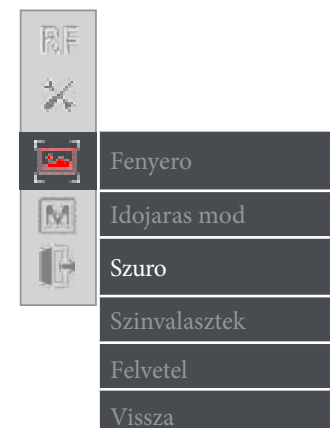 RF
Fenyero
M
Idojaras mod
Szuro
Szinvalasztek
Felvetel
Vissza